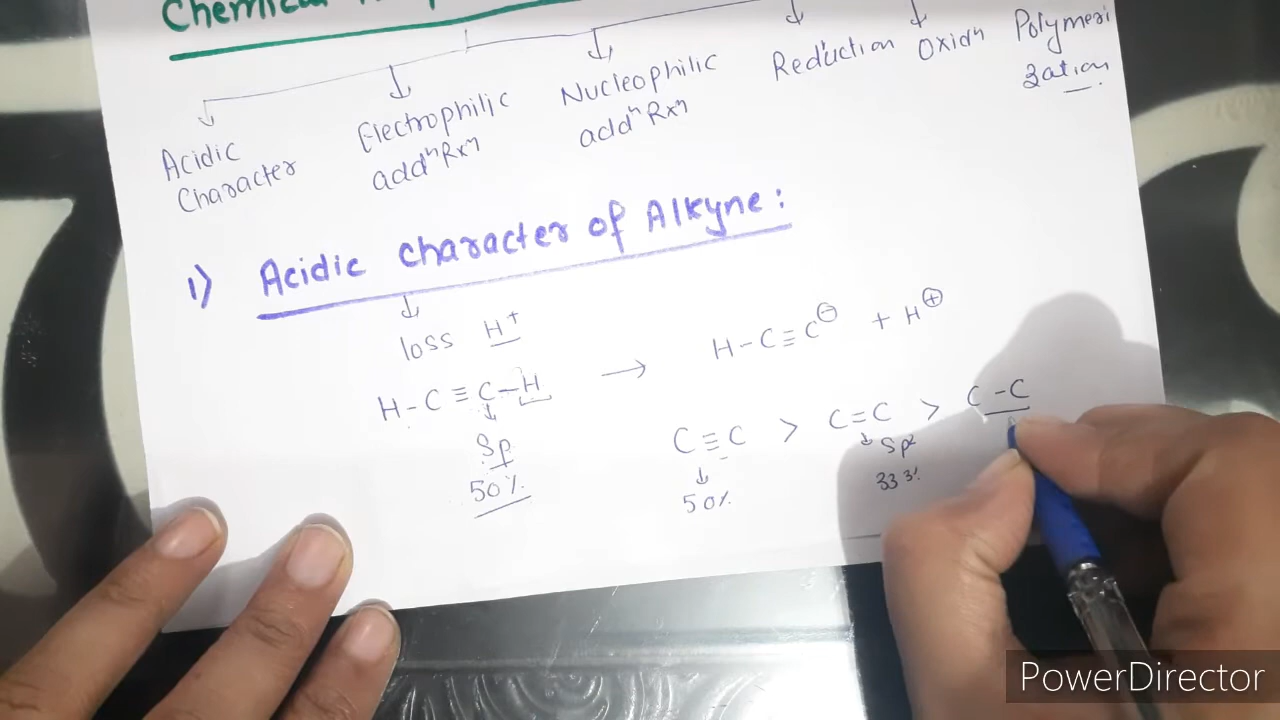 Chemical
Acidic Character
Electrophilic addⁿ Rxⁿ
Nucleophilic addⁿ Rxⁿ
Reduction
Oxidⁿ
Polymeri
zation
1) Acidic character of Alkyne:
loss H⁺
H-C≡C-H → H-C≡C⊖ + H⊕
Sp
50%
C≡C > C=C > C-C
50%
Sp²
33.3%
PowerDirector